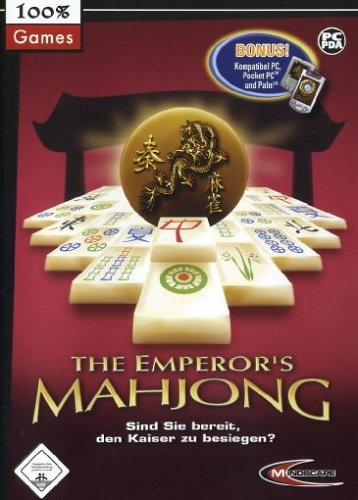 100%
Games
BONUS!
Kompatibel PC,
Pocket PC™
und Palm™
PC
PDA
秦
麻
雀
中
THE EMPEROR'S
MAHJONG
Sind Sie bereit,
den Kaiser zu besiegen?
MINDSCAPE